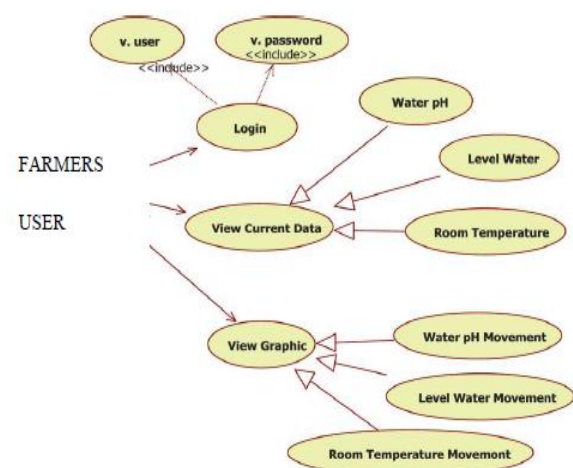 v. user
v. password
<<include>>
<<include>>
Login
Water pH
FARMERS
Level Water
USER
View Current Data
Room Temperature
View Graphic
Water pH Movement
Level Water Movement
Room Temperature Movemont